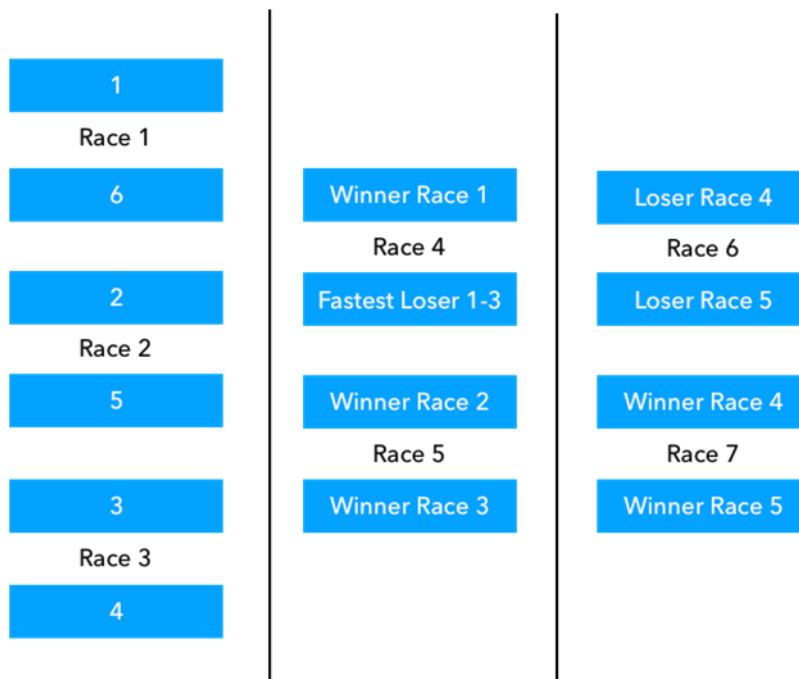 1
Race 1
6
2
Race 2
5
3
Race 3
4
Winner Race 1
Race 4
Fastest Loser 1-3
Winner Race 2
Race 5
Winner Race 3
Loser Race 4
Race 6
Loser Race 5
Winner Race 4
Race 7
Winner Race 5